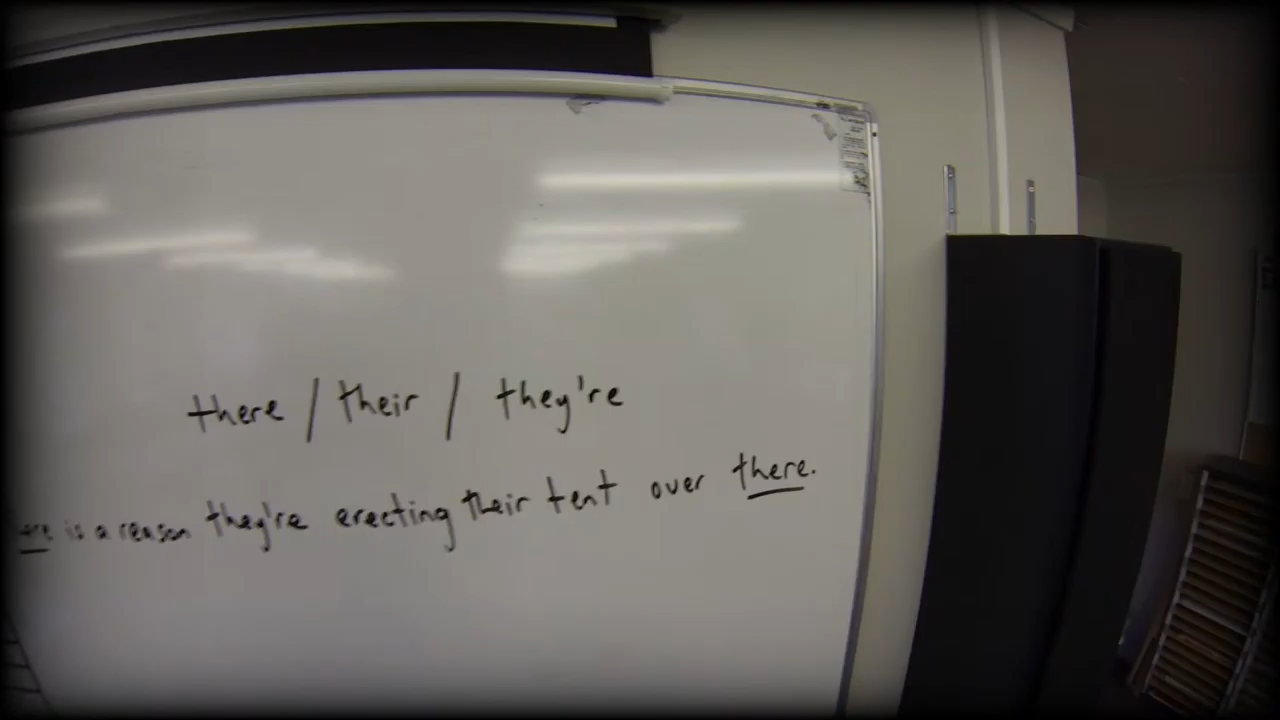 there / their / they're
is a reason they're erecting their tent over there.